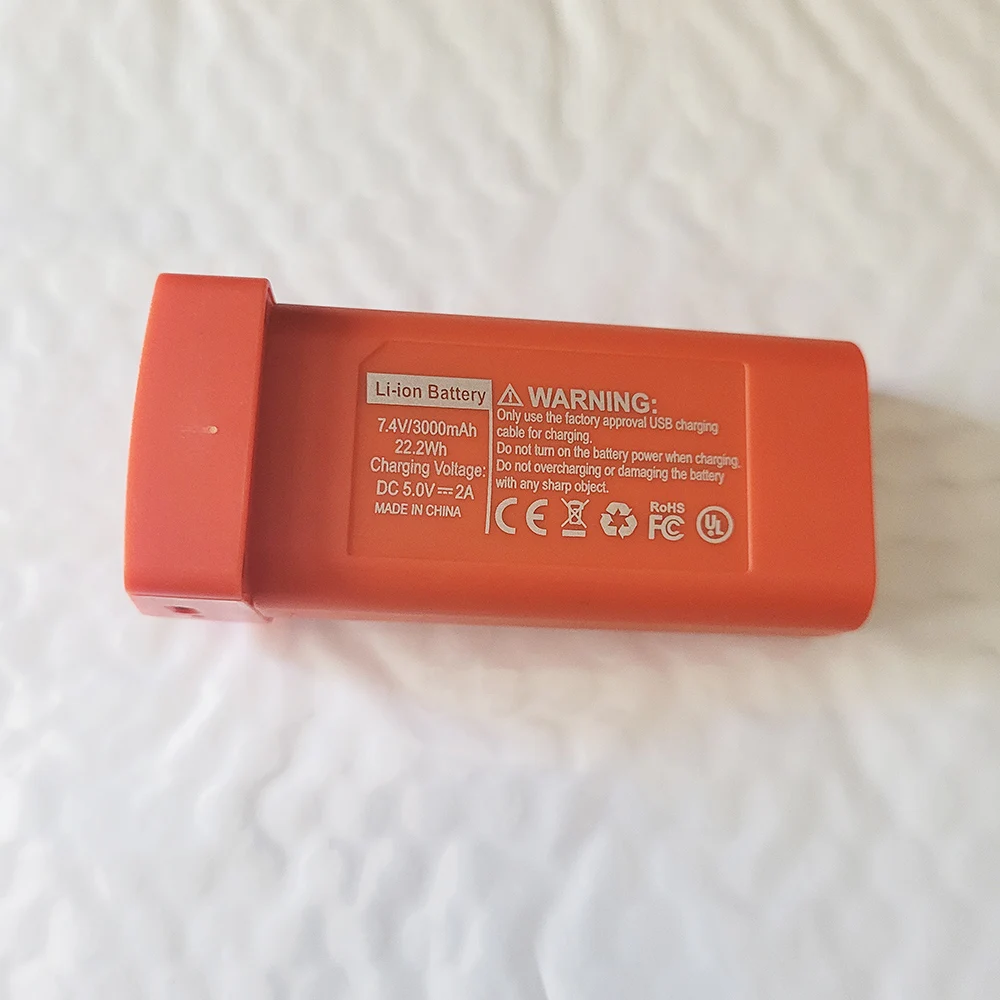 Li-ion Battery
7.4V/3000mAh
22.2Wh
Charging Voltage:
DC 5.0V⎓2A
MADE IN CHINA
⚠ WARNING:
Only use the factory approval USB charging
cable for charging.
Do not turn on the battery power when charging.
Do not overcharging or damaging the battery
with any sharp object.
CE
RoHS
FC
UL